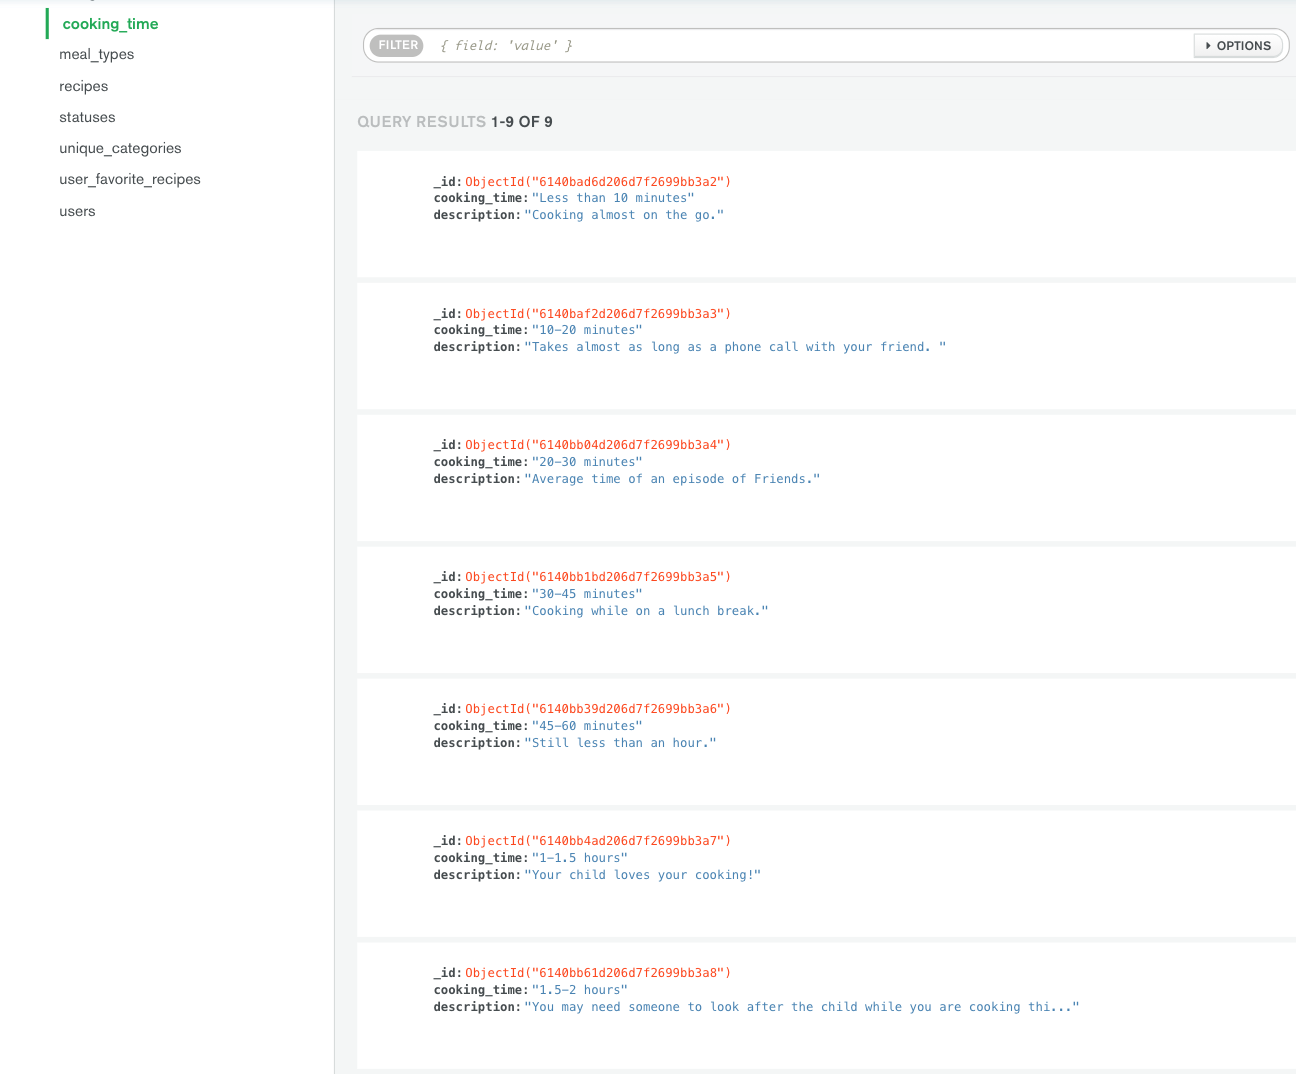 cooking_time
meal_types
recipes
statuses
unique_categories
user_favorite_recipes
users
FILTER { field: 'value' } OPTIONS
QUERY RESULTS 1-9 OF 9
_id: ObjectId("6140bad6d206d7f2699bb3a2")
cooking_time: "Less than 10 minutes"
description: "Cooking almost on the go."
_id: ObjectId("6140baf2d206d7f2699bb3a3")
cooking_time: "10-20 minutes"
description: "Takes almost as long as a phone call with your friend. "
_id: ObjectId("6140bb04d206d7f2699bb3a4")
cooking_time: "20-30 minutes"
description: "Average time of an episode of Friends."
_id: ObjectId("6140bb1bd206d7f2699bb3a5")
cooking_time: "30-45 minutes"
description: "Cooking while on a lunch break."
_id: ObjectId("6140bb39d206d7f2699bb3a6")
cooking_time: "45-60 minutes"
description: "Still less than an hour."
_id: ObjectId("6140bb4ad206d7f2699bb3a7")
cooking_time: "1-1.5 hours"
description: "Your child loves your cooking!"
_id: ObjectId("6140bb61d206d7f2699bb3a8")
cooking_time: "1.5-2 hours"
description: "You may need someone to look after the child while you are cooking thi..."